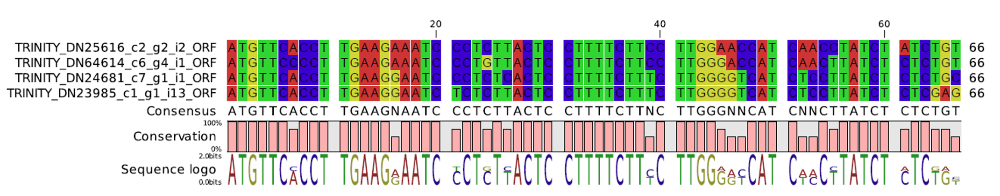 20 40 60
TRINITY_DN25616_c2_g2_i2_ORF ATGTTCACCT TGAAGAAATC CCTCTTACTC CTTTTCTTCC TTGGAACCAT CAACCTATCT ATCTGT 66
TRINITY_DN64614_c6_g4_i1_ORF ATGTTCCCCT TGAAGAAATC CCTGTTACTC CTTTTCTTCC TTGGGACCAT CAACTTATCT CTCTGT 66
TRINITY_DN24681_c7_g1_i1_ORF ATGTTCACCT TGAAGGAATC CCTCTCACTC CTTTTCTTTC TTGGGGTCAT CTCCTTATCT CTCTGC 66
TRINITY_DN23985_c1_g1_i13_ORF ATGTTCACCT TGAAGGAATC TCTCTTACTC CTTTTCTTTC TTGGGGTCAT CTCCTTATCT CTCGAG 66
Consensus ATGTTCACCT TGAAGNAATC CCTCTTACTC CTTTTCTTNC TTGGGNNCAT CNNCTTATCT CTCTGT
100%
Conservation
0%
2.0bits
Sequence logo
0.0bits